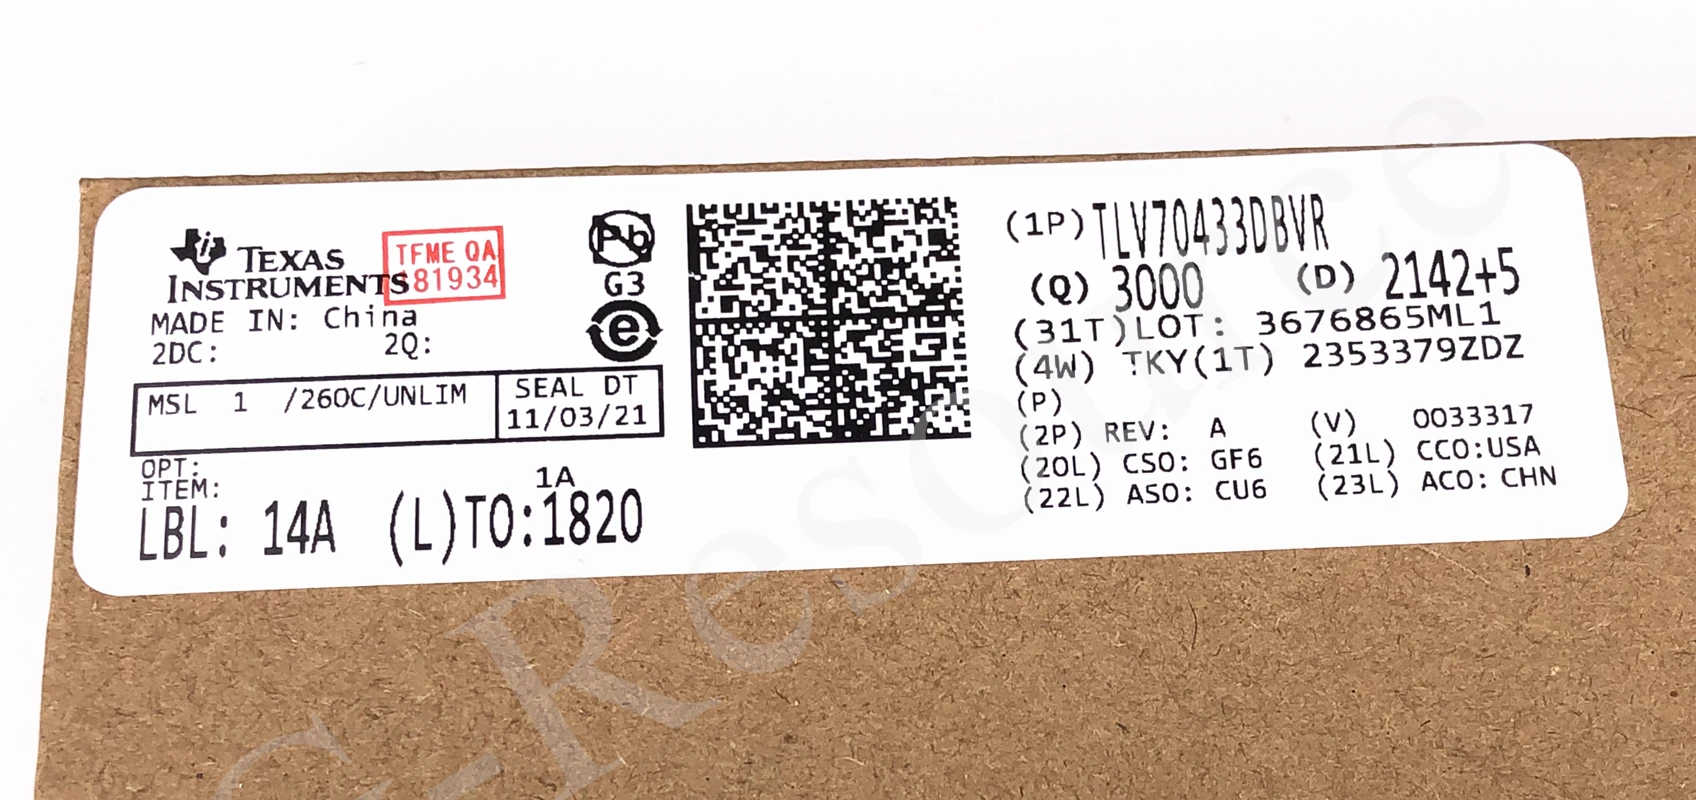 TEXAS
INSTRUMENTS
TFME QA
181934
MADE IN: China
2DC: 2Q:
MSL 1 /260C/UNLIM
SEAL DT
11/03/21
OPT:
ITEM:
1A
LBL: 14A (L)TO:1820
Pb
G3
e
(1P)TLV70433DBVR
(Q) 3000 (D) 2142+5
(31T)LOT: 3676865ML1
(4W) TKY(1T) 2353379ZDZ
(P)
(2P) REV: A (V) 0033317
(20L) CSO: GF6 (21L) CCO:USA
(22L) ASO: CU6 (23L) ACO: CHN
-Resource